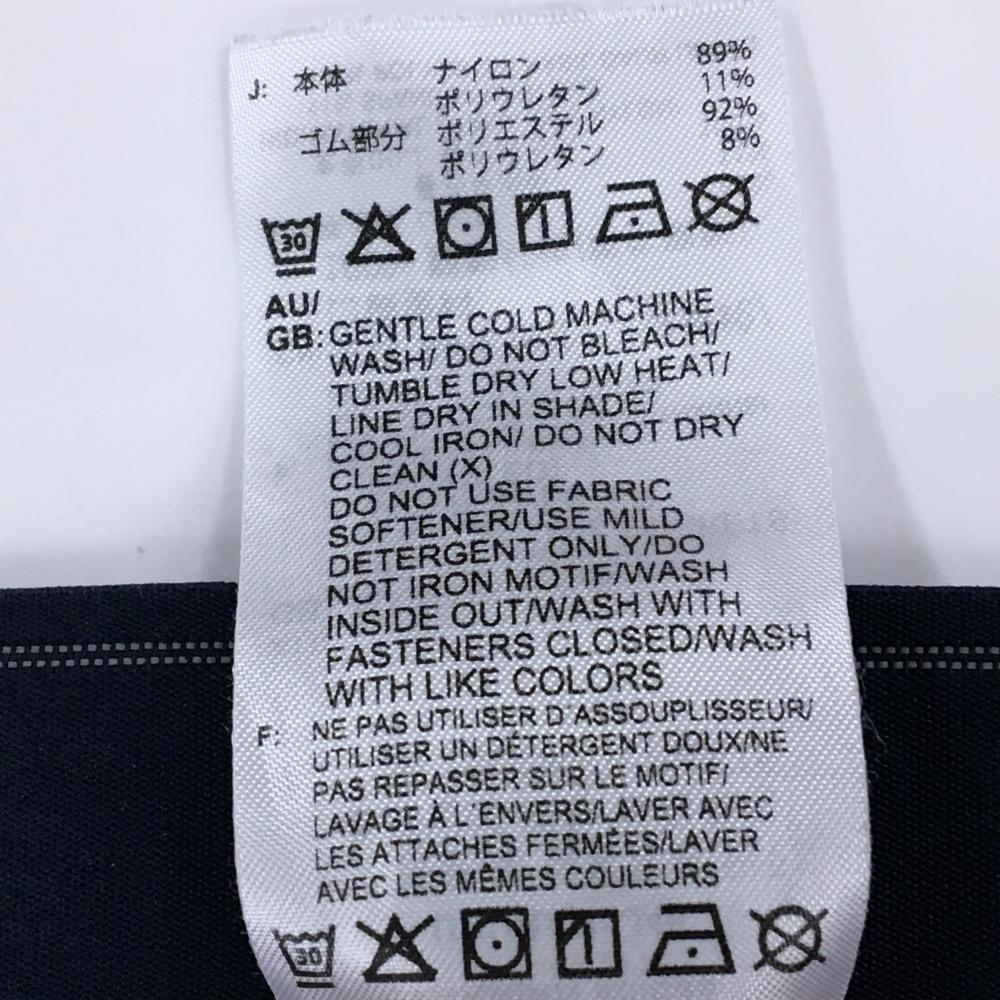 J: 本体 ナイロン 89%
ポリウレタン 11%
ゴム部分 ポリエステル 92%
ポリウレタン 8%
30
AU/
GB: GENTLE COLD MACHINE
WASH/ DO NOT BLEACH/
TUMBLE DRY LOW HEAT/
LINE DRY IN SHADE/
COOL IRON/ DO NOT DRY
CLEAN (X)
DO NOT USE FABRIC
SOFTENER/USE MILD
DETERGENT ONLY/DO
NOT IRON MOTIF/WASH
INSIDE OUT/WASH WITH
FASTENERS CLOSED/WASH
WITH LIKE COLORS
F: NE PAS UTILISER D'ASSOUPLISSEUR/
UTILISER UN DÉTERGENT DOUX/NE
PAS REPASSER SUR LE MOTIF/
LAVAGE À L'ENVERS/LAVER AVEC
LES ATTACHES FERMÉES/LAVER
AVEC LES MÊMES COULEURS
30